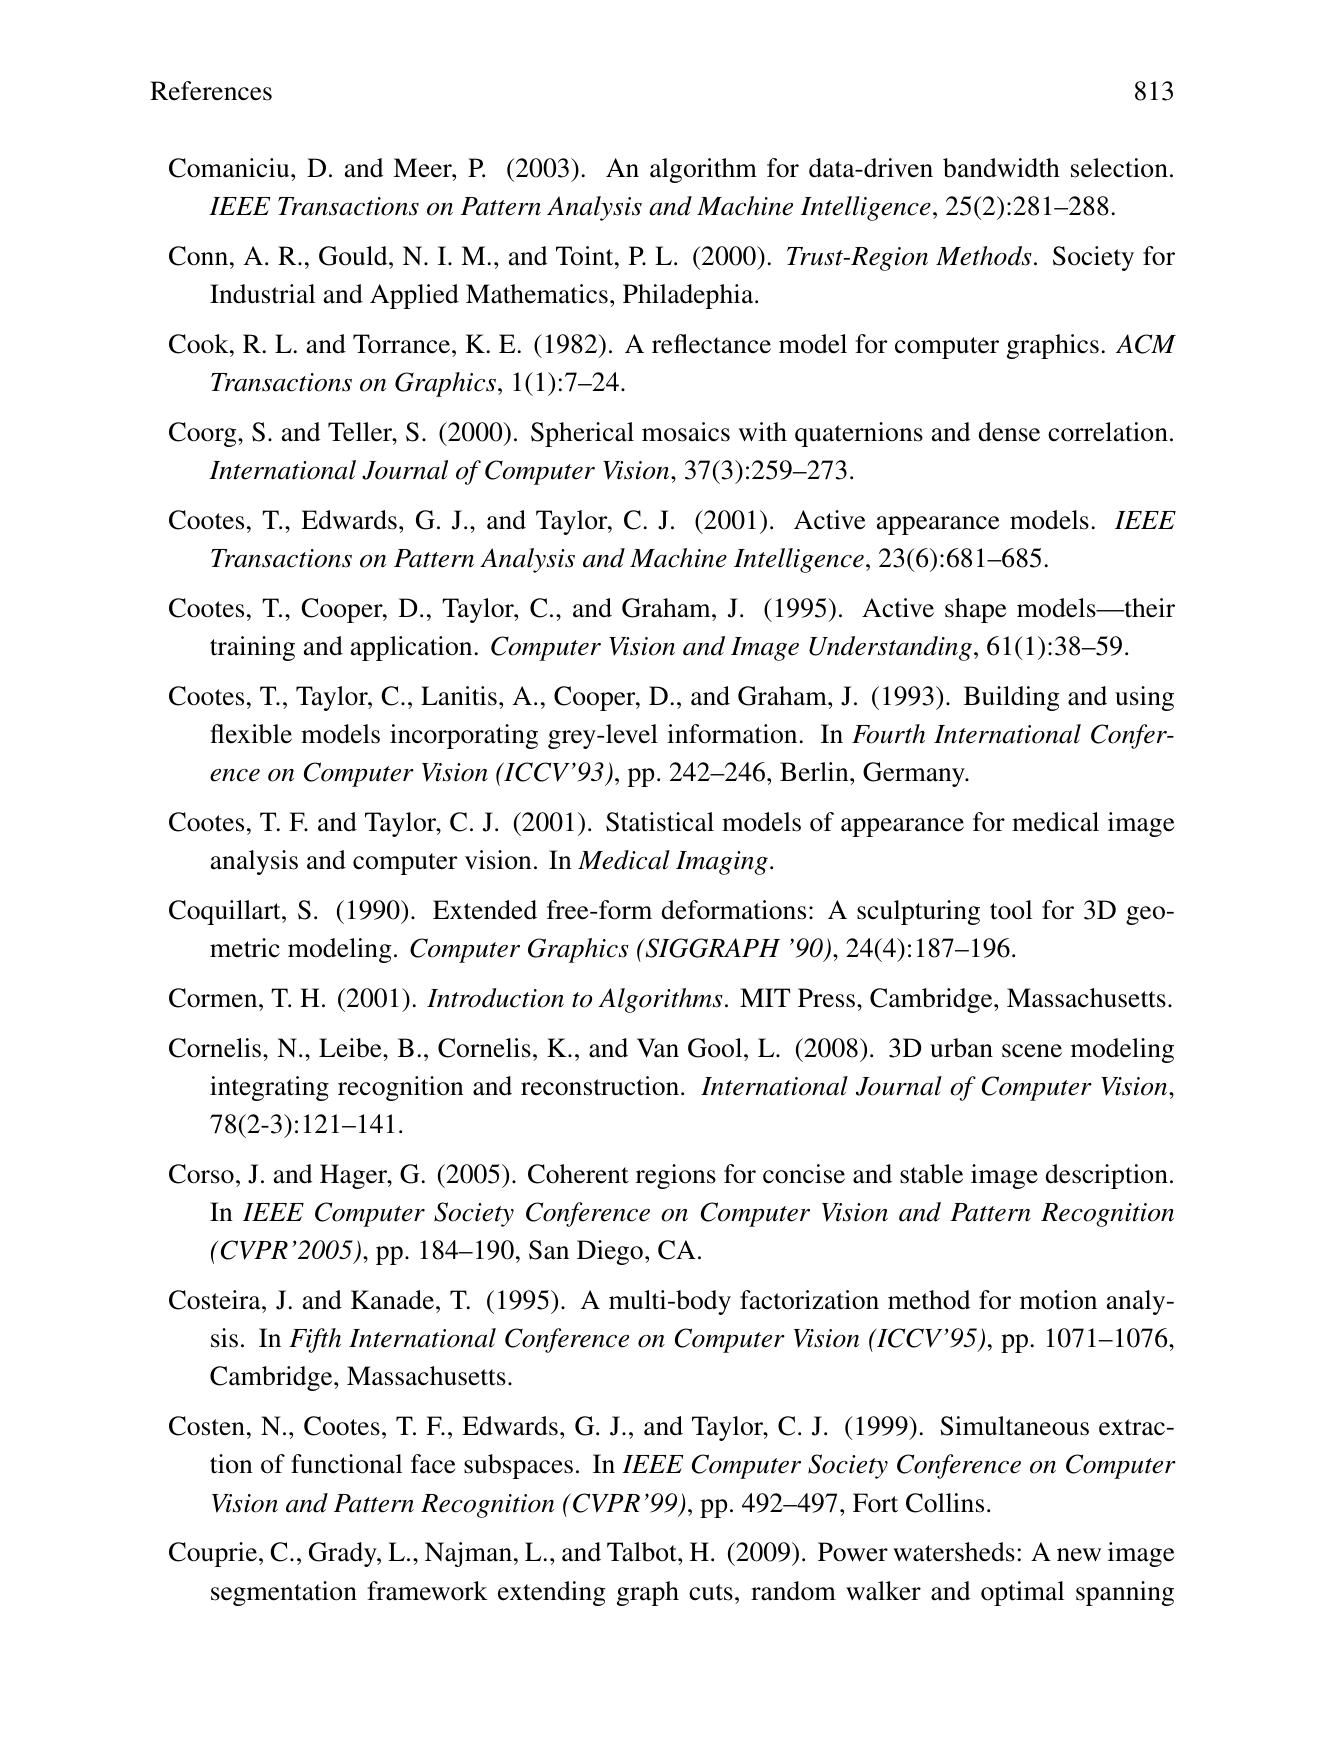 References 813
Comaniciu, D. and Meer, P. (2003). An algorithm for data-driven bandwidth selection.
IEEE Transactions on Pattern Analysis and Machine Intelligence, 25(2):281–288.
Conn, A. R., Gould, N. I. M., and Toint, P. L. (2000). Trust-Region Methods. Society for
Industrial and Applied Mathematics, Philadephia.
Cook, R. L. and Torrance, K. E. (1982). A reflectance model for computer graphics. ACM
Transactions on Graphics, 1(1):7–24.
Coorg, S. and Teller, S. (2000). Spherical mosaics with quaternions and dense correlation.
International Journal of Computer Vision, 37(3):259–273.
Cootes, T., Edwards, G. J., and Taylor, C. J. (2001). Active appearance models. IEEE
Transactions on Pattern Analysis and Machine Intelligence, 23(6):681–685.
Cootes, T., Cooper, D., Taylor, C., and Graham, J. (1995). Active shape models—their
training and application. Computer Vision and Image Understanding, 61(1):38–59.
Cootes, T., Taylor, C., Lanitis, A., Cooper, D., and Graham, J. (1993). Building and using
flexible models incorporating grey-level information. In Fourth International Confer-
ence on Computer Vision (ICCV’93), pp. 242–246, Berlin, Germany.
Cootes, T. F. and Taylor, C. J. (2001). Statistical models of appearance for medical image
analysis and computer vision. In Medical Imaging.
Coquillart, S. (1990). Extended free-form deformations: A sculpturing tool for 3D geo-
metric modeling. Computer Graphics (SIGGRAPH ’90), 24(4):187–196.
Cormen, T. H. (2001). Introduction to Algorithms. MIT Press, Cambridge, Massachusetts.
Cornelis, N., Leibe, B., Cornelis, K., and Van Gool, L. (2008). 3D urban scene modeling
integrating recognition and reconstruction. International Journal of Computer Vision,
78(2-3):121–141.
Corso, J. and Hager, G. (2005). Coherent regions for concise and stable image description.
In IEEE Computer Society Conference on Computer Vision and Pattern Recognition
(CVPR’2005), pp. 184–190, San Diego, CA.
Costeira, J. and Kanade, T. (1995). A multi-body factorization method for motion analy-
sis. In Fifth International Conference on Computer Vision (ICCV’95), pp. 1071–1076,
Cambridge, Massachusetts.
Costen, N., Cootes, T. F., Edwards, G. J., and Taylor, C. J. (1999). Simultaneous extrac-
tion of functional face subspaces. In IEEE Computer Society Conference on Computer
Vision and Pattern Recognition (CVPR’99), pp. 492–497, Fort Collins.
Couprie, C., Grady, L., Najman, L., and Talbot, H. (2009). Power watersheds: A new image
segmentation framework extending graph cuts, random walker and optimal spanning